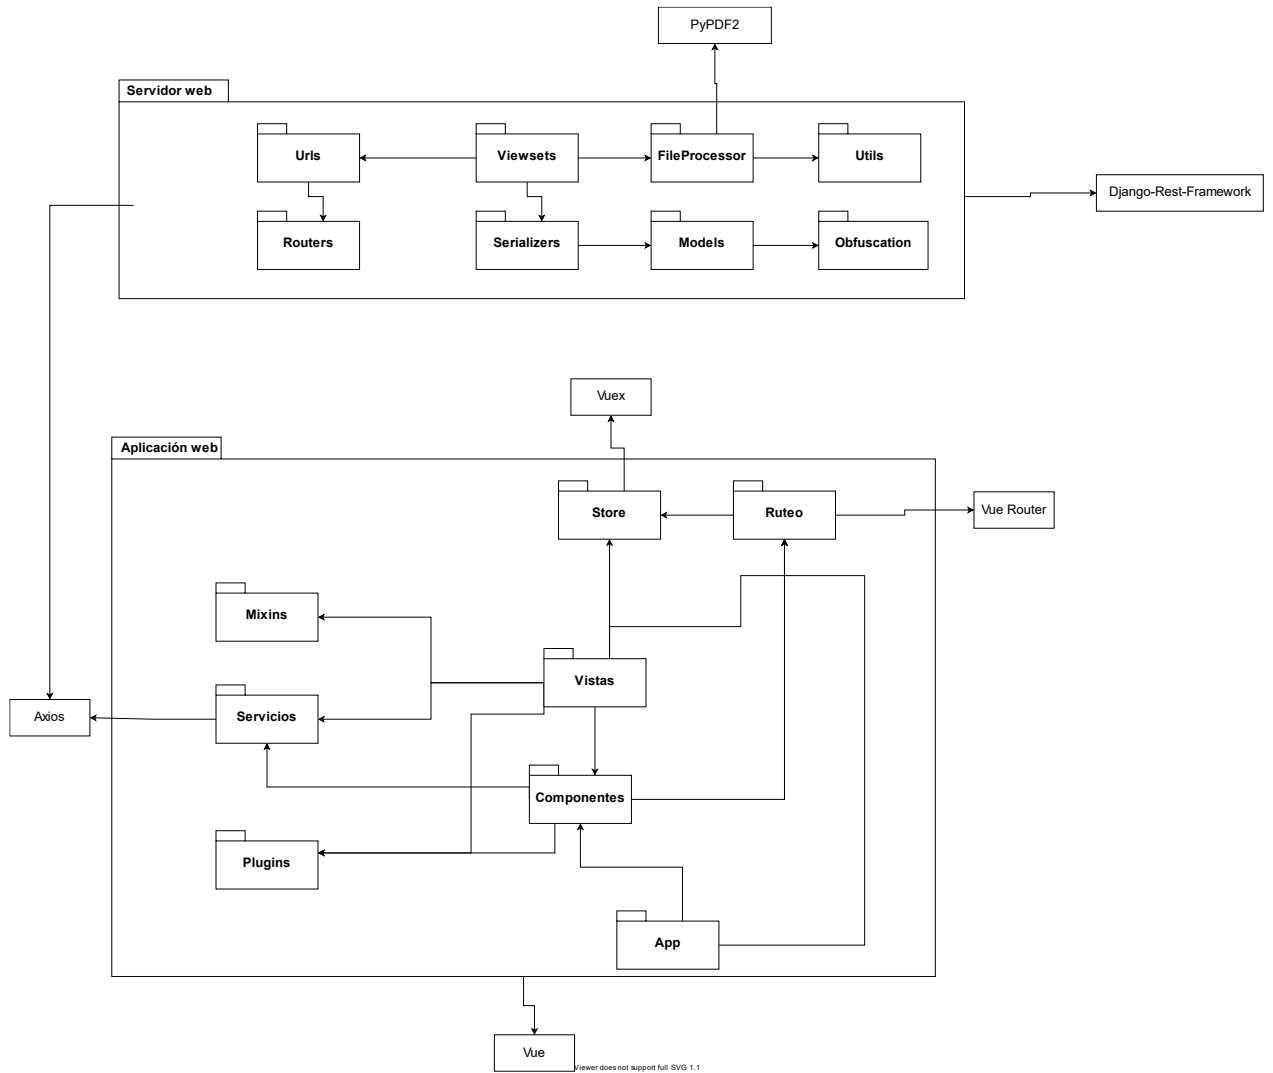 PyPDF2
Servidor web
Urls
Viewsets
FileProcessor
Utils
Django-Rest-Framework
Routers
Serializers
Models
Obfuscation
Vuex
Aplicación web
Store
Ruteo
Vue Router
Mixins
Vistas
Axios
Servicios
Componentes
Plugins
App
Vue
Viewer does not support full SVG 1.1